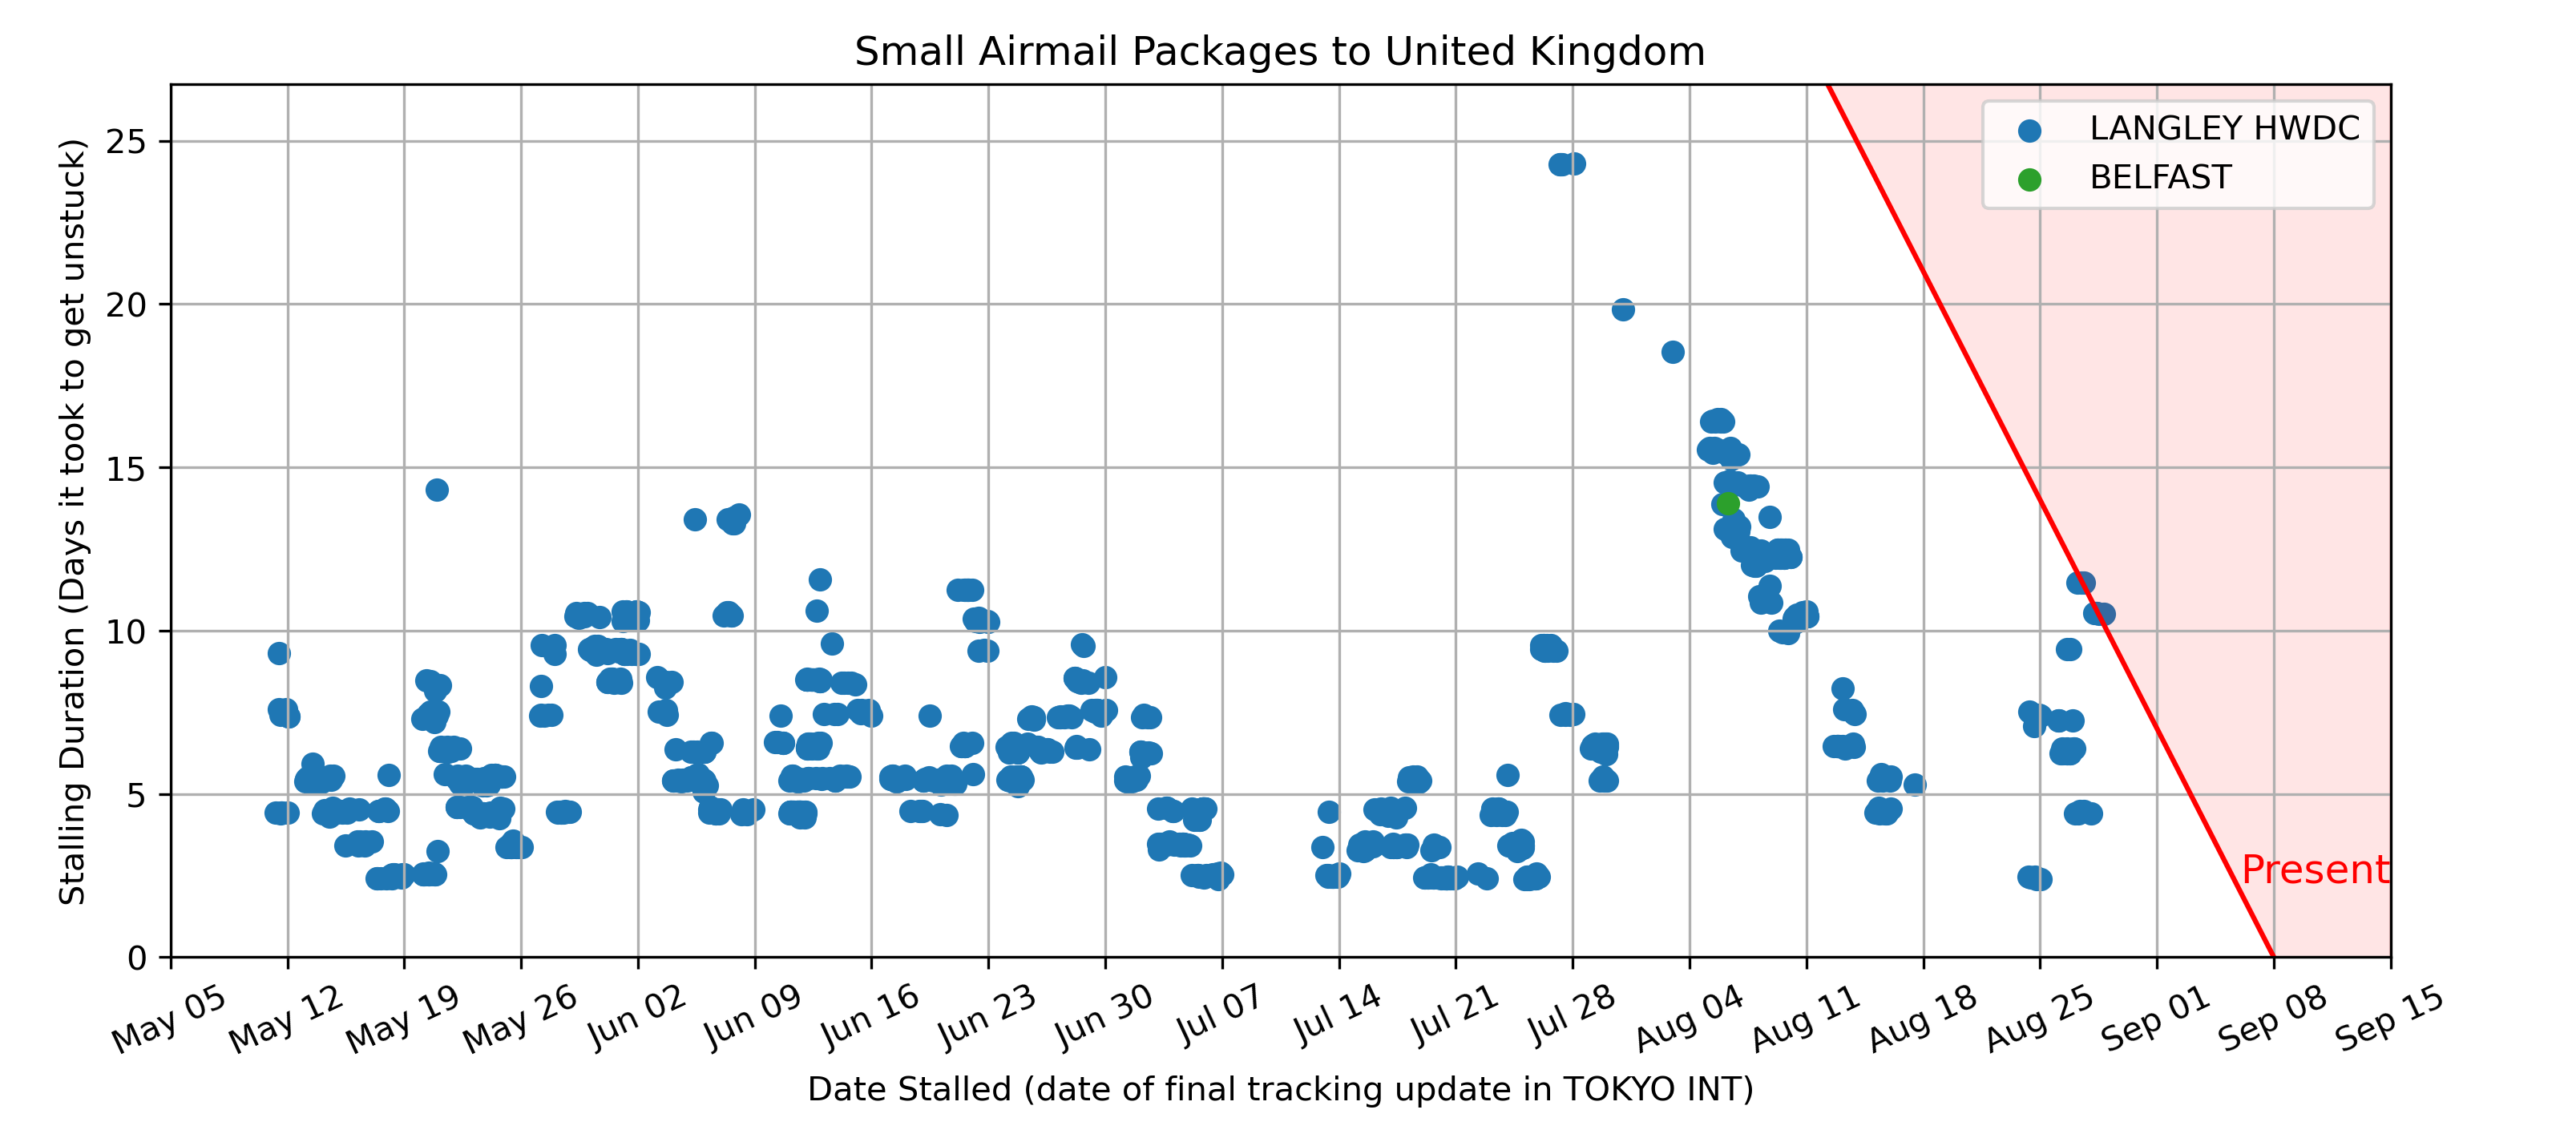 Small Airmail Packages to United Kingdom
LANGLEY HWDC
BELFAST
Stalling Duration (Days it took to get unstuck)
25
20
15
10
5
0
Present
May 05
May 12
May 19
May 26
Jun 02
Jun 09
Jun 16
Jun 23
Jun 30
Jul 07
Jul 14
Jul 21
Jul 28
Aug 04
Aug 11
Aug 18
Aug 25
Sep 01
Sep 08
Sep 15
Date Stalled (date of final tracking update in TOKYO INT)